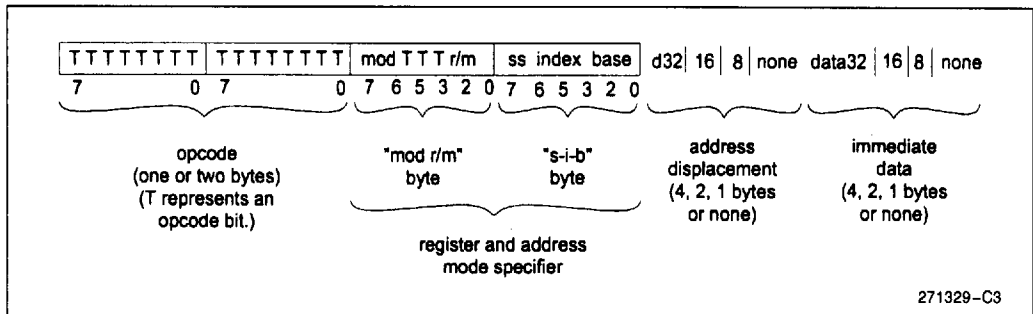 T T T T T T T T T T T T T T T T mod T T T r/m ss index base d32 | 16 | 8 | none data32 | 16 | 8 | none
7 0 7 0 7 6 5 3 2 0 7 6 5 3 2 0
opcode "mod r/m" "s-i-b" address immediate
(one or two bytes) byte byte displacement data
(T represents an (4, 2, 1 bytes (4, 2, 1 bytes
opcode bit.) or none) or none)
register and address
mode specifier
271329–C3